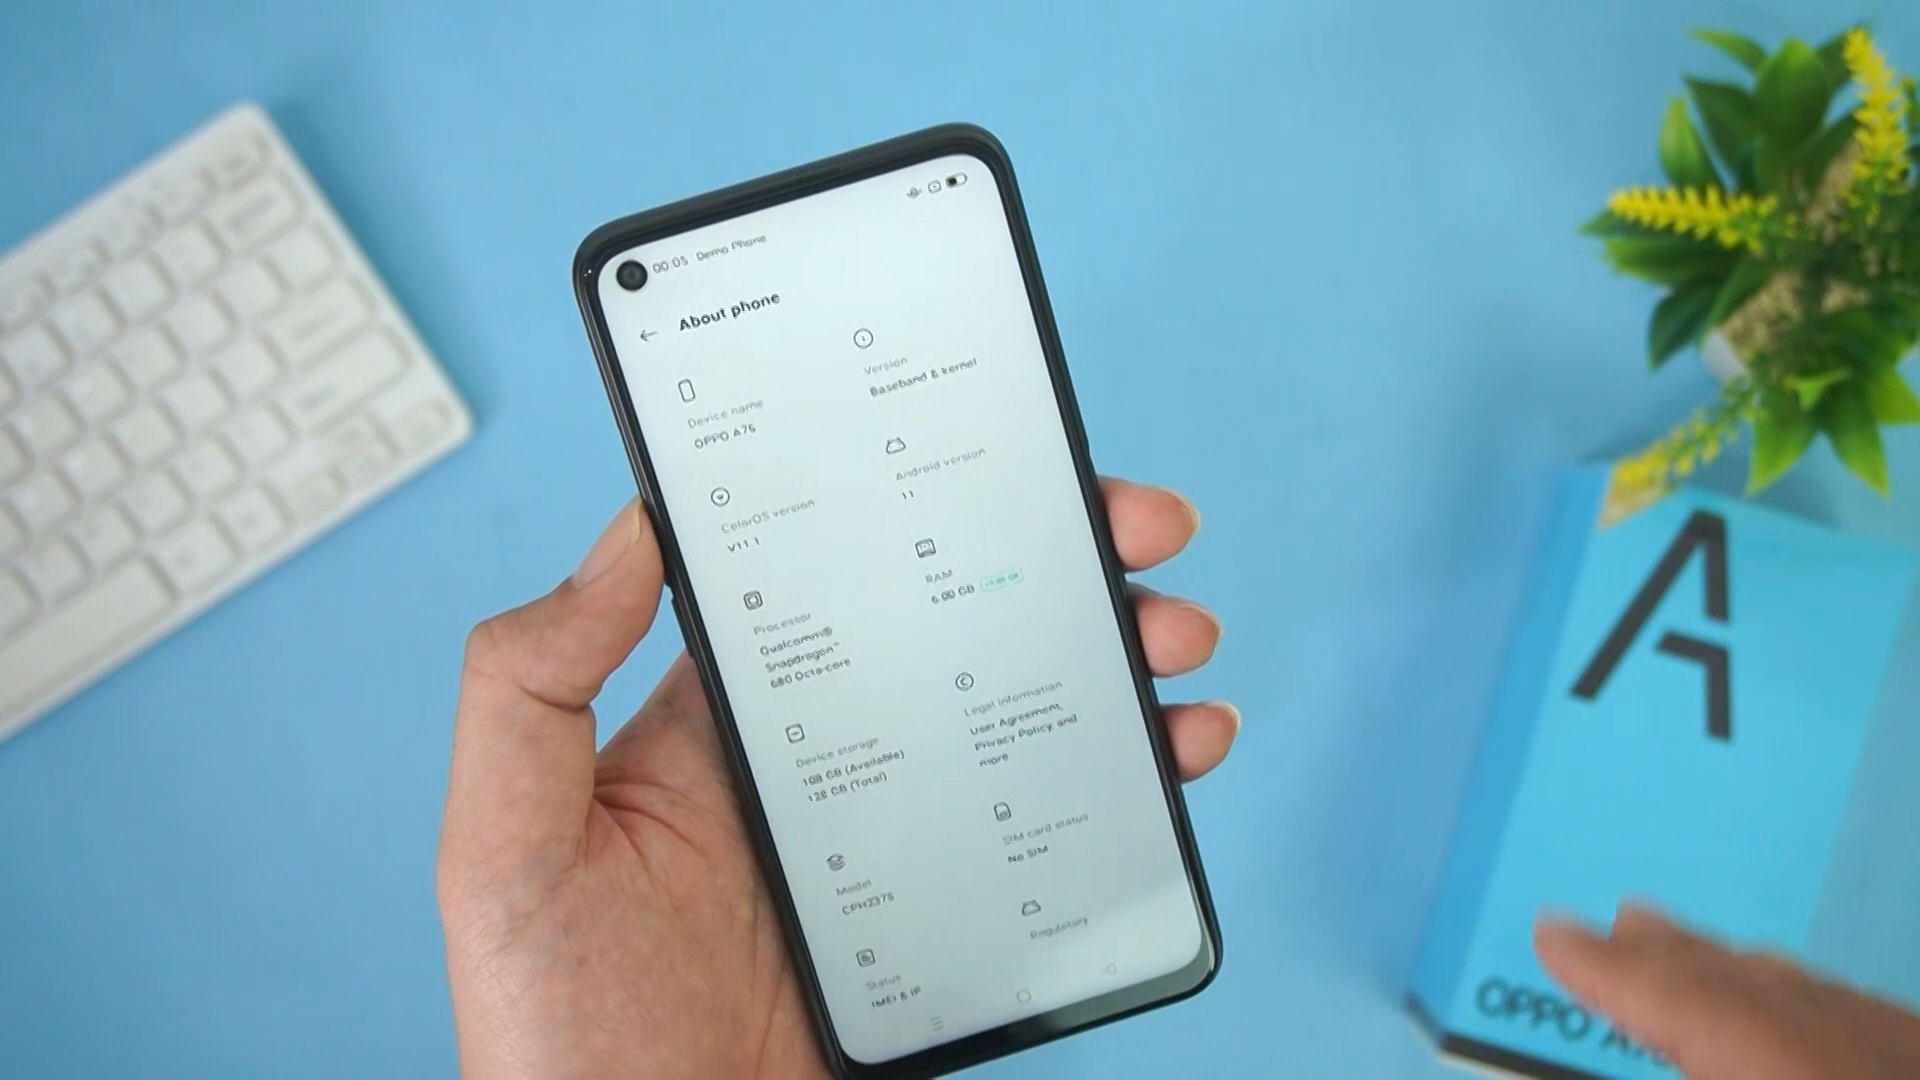 00:05 Demo Phone
About phone
Device name
OPPO A76
Version
Baseband & kernel
ColorOS version
V11.1
Android version
11
Processor
Qualcomm®
Snapdragon™
680 Octa-core
RAM
6.00 GB
Device storage
108 GB (Available)
128 GB (Total)
Legal information
User Agreement,
Privacy Policy, and
more
Model
CPH2375
SIM card status
No SIM
Status
IMEI & IP
Regulatory
A
OPPO